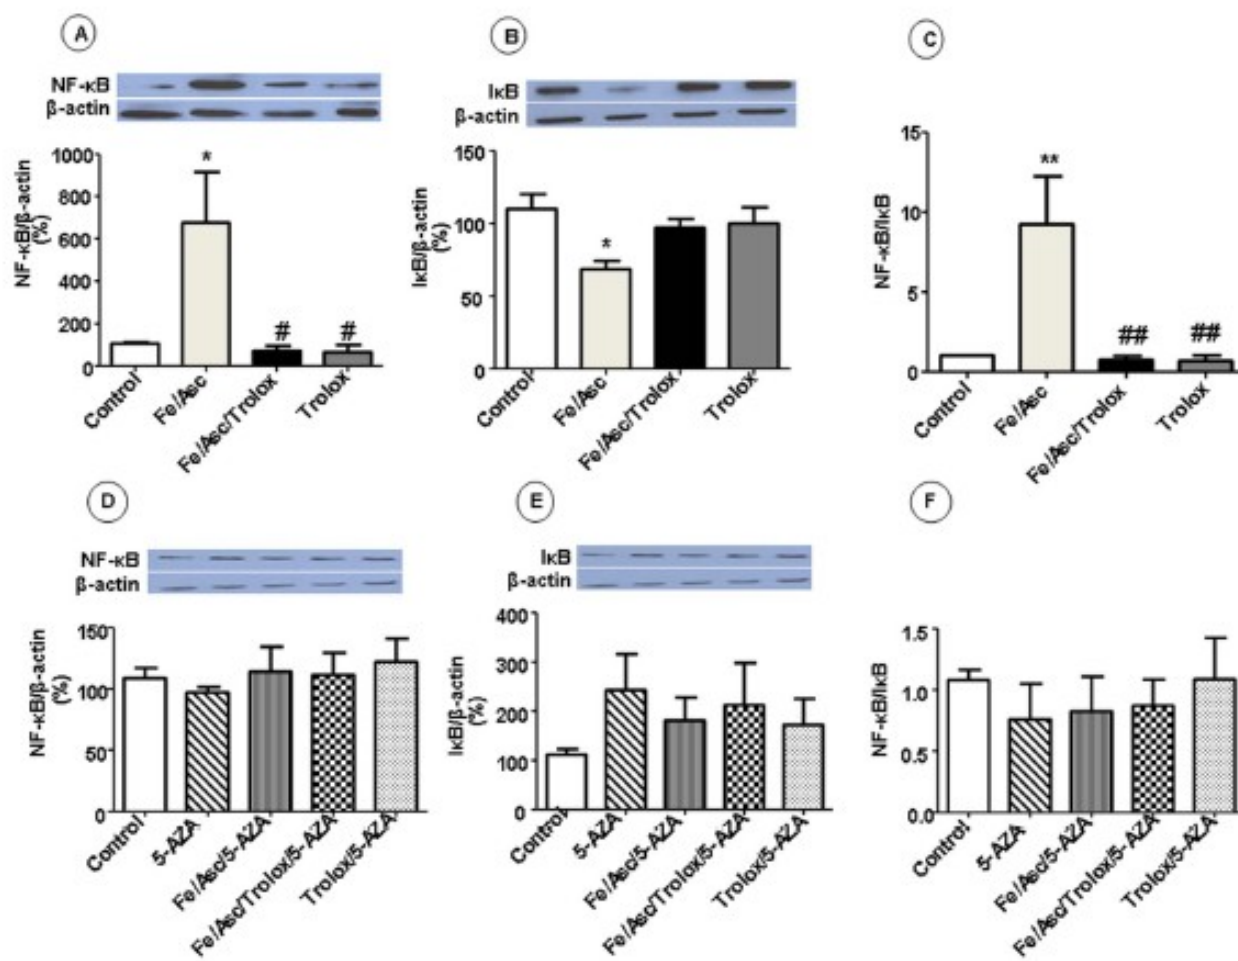 A
NF-κB
β-actin
NF-κB/β-actin
(%)
1000
800
600
400
200
0
*
#
#
Control
Fe/Asc
Fe/Asc/Trolox
Trolox
B
IκB
β-actin
IκB/β-actin
(%)
150
100
50
0
*
Control
Fe/Asc
Fe/Asc/Trolox
Trolox
C
NF-κB/IκB
15
10
5
0
**
##
##
Control
Fe/Asc
Fe/Asc/Trolox
Trolox
D
NF-κB
β-actin
NF-κB/β-actin
(%)
150
100
50
0
Control
5-AZA
Fe/Asc/5-AZA
Fe/Asc/Trolox/5-AZA
Trolox/5-AZA
E
IκB
β-actin
IκB/β-actin
(%)
400
300
200
100
0
Control
5-AZA
Fe/Asc/5-AZA
Fe/Asc/Trolox/5-AZA
Trolox/5-AZA
F
NF-κB/IκB
1.5
1.0
0.5
0.0
Control
5-AZA
Fe/Asc/5-AZA
Fe/Asc/Trolox/5-AZA
Trolox/5-AZA